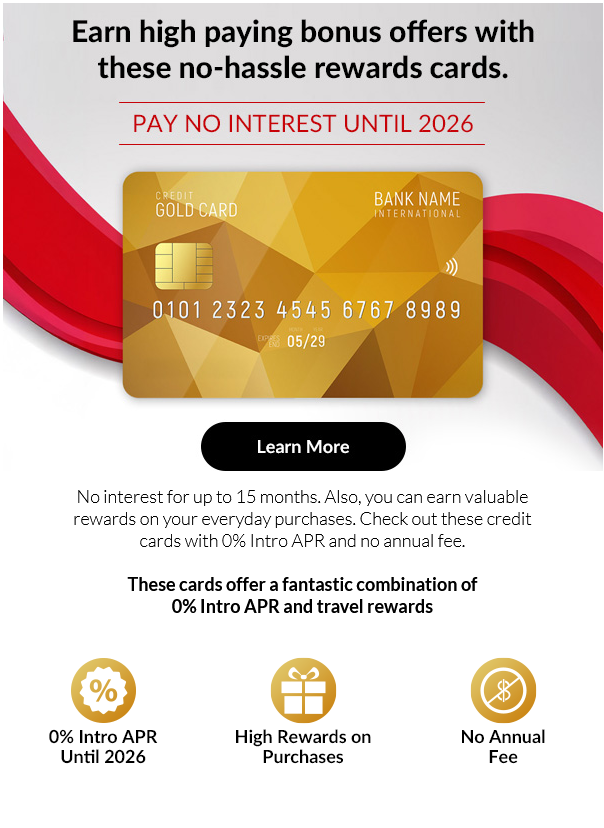 Earn high paying bonus offers with
these no-hassle rewards cards.
PAY NO INTEREST UNTIL 2026
CREDIT
GOLD CARD
BANK NAME
INTERNATIONAL
0101 2323 4545 6767 8989
EXPIRES
END
05/29
Learn More
No interest for up to 15 months. Also, you can earn valuable
rewards on your everyday purchases. Check out these credit
cards with 0% Intro APR and no annual fee.
These cards offer a fantastic combination of
0% Intro APR and travel rewards
%
$
0% Intro APR
Until 2026
High Rewards on
Purchases
No Annual
Fee